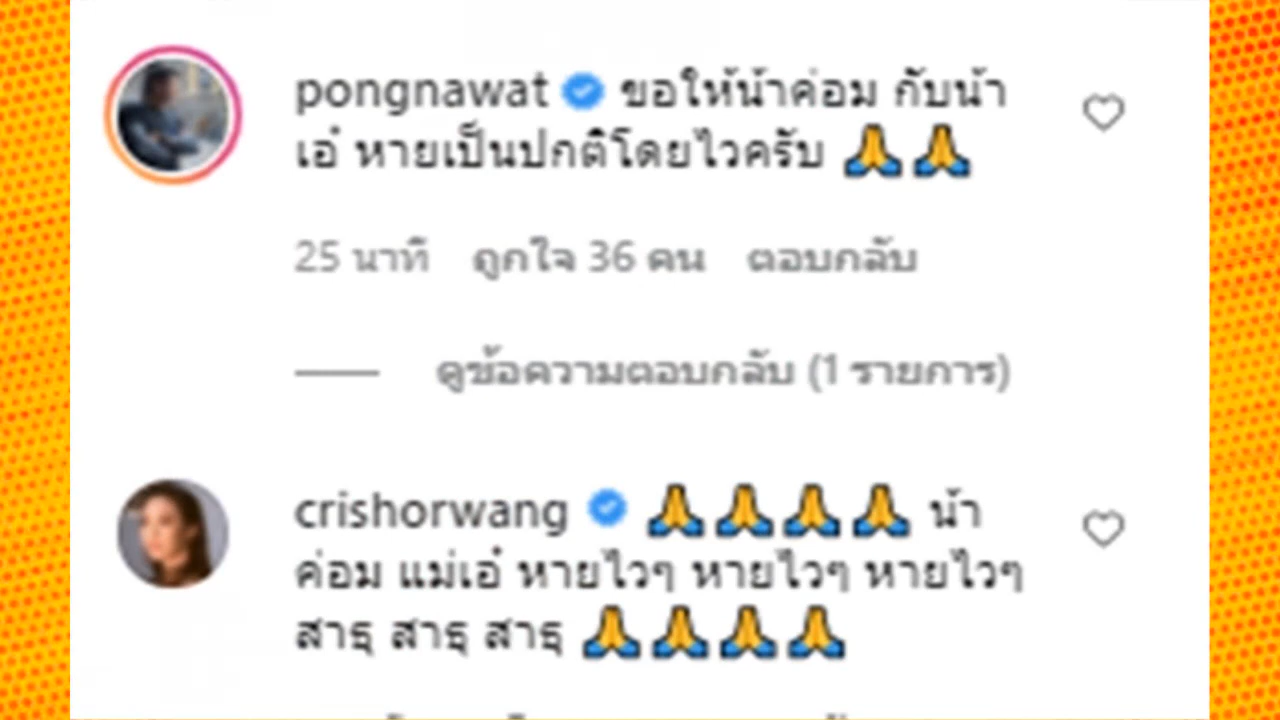 pongnawat ขอให้น้าค่อม กับน้า
เอ๋ หายเป็นปกติโดยไวครับ 🙏🙏
25 นาที ถูกใจ 36 คน ตอบกลับ
ดูข้อความตอบกลับ (1 รายการ)
crishorwang 🙏🙏🙏🙏 น้า
ค่อม แม่เอ๋ หายไวๆ หายไวๆ หายไวๆ
สาธุ สาธุ สาธุ 🙏🙏🙏🙏